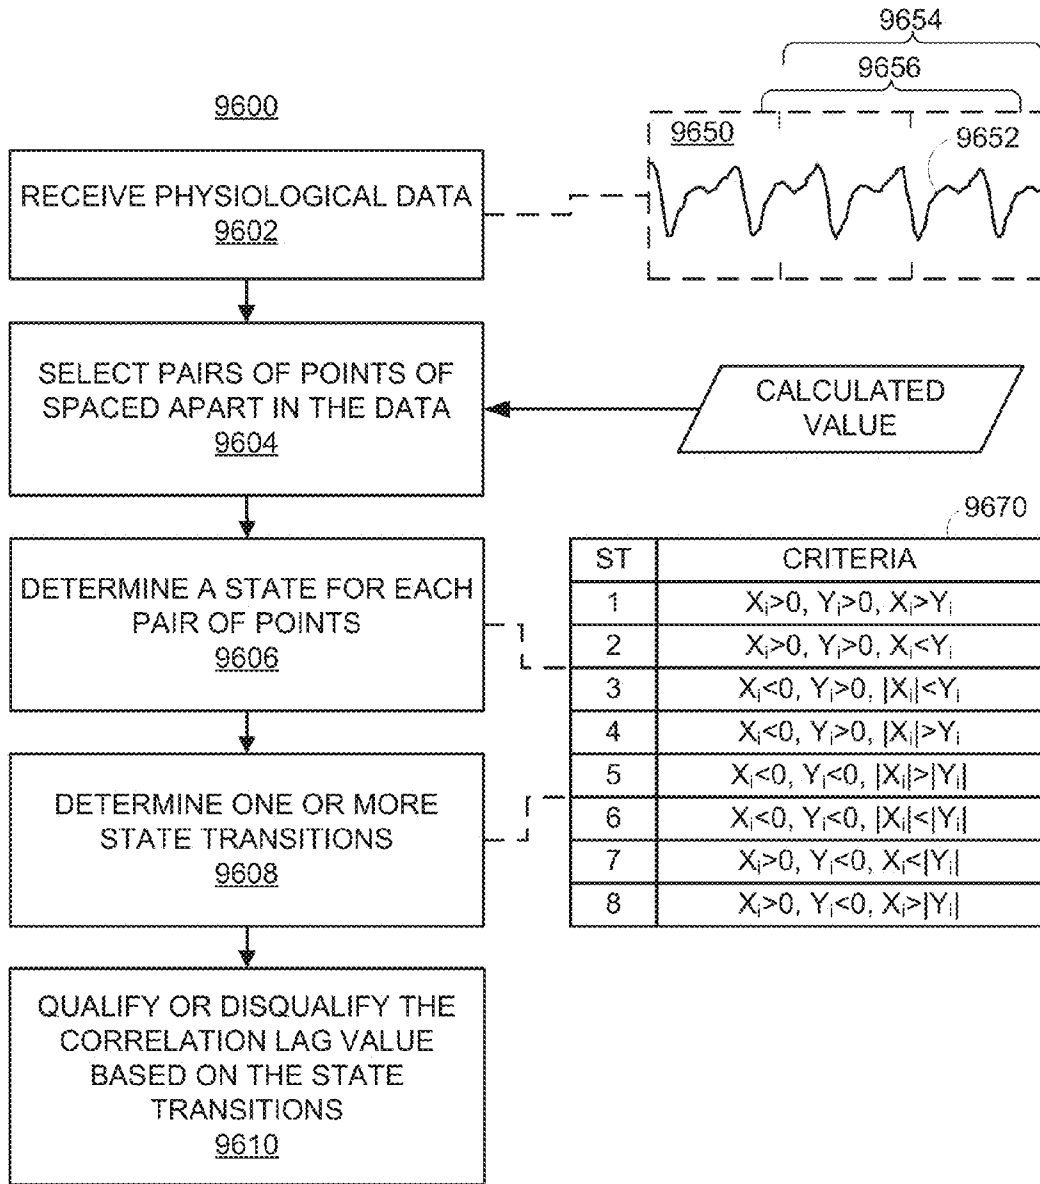 9654
9656
9600
9650
9652
RECEIVE PHYSIOLOGICAL DATA
9602
SELECT PAIRS OF POINTS OF
SPACED APART IN THE DATA
9604
CALCULATED
VALUE
9670
DETERMINE A STATE FOR EACH
PAIR OF POINTS
9606
ST CRITERIA
1 Xᵢ>0, Yᵢ>0, Xᵢ>Yᵢ
2 Xᵢ>0, Yᵢ>0, Xᵢ<Yᵢ
3 Xᵢ<0, Yᵢ>0, |Xᵢ|<Yᵢ
4 Xᵢ<0, Yᵢ>0, |Xᵢ|>Yᵢ
5 Xᵢ<0, Yᵢ<0, |Xᵢ|>|Yᵢ|
6 Xᵢ<0, Yᵢ<0, |Xᵢ|<|Yᵢ|
7 Xᵢ>0, Yᵢ<0, Xᵢ<|Yᵢ|
8 Xᵢ>0, Yᵢ<0, Xᵢ>|Yᵢ|
DETERMINE ONE OR MORE
STATE TRANSITIONS
9608
QUALIFY OR DISQUALIFY THE
CORRELATION LAG VALUE
BASED ON THE STATE
TRANSITIONS
9610